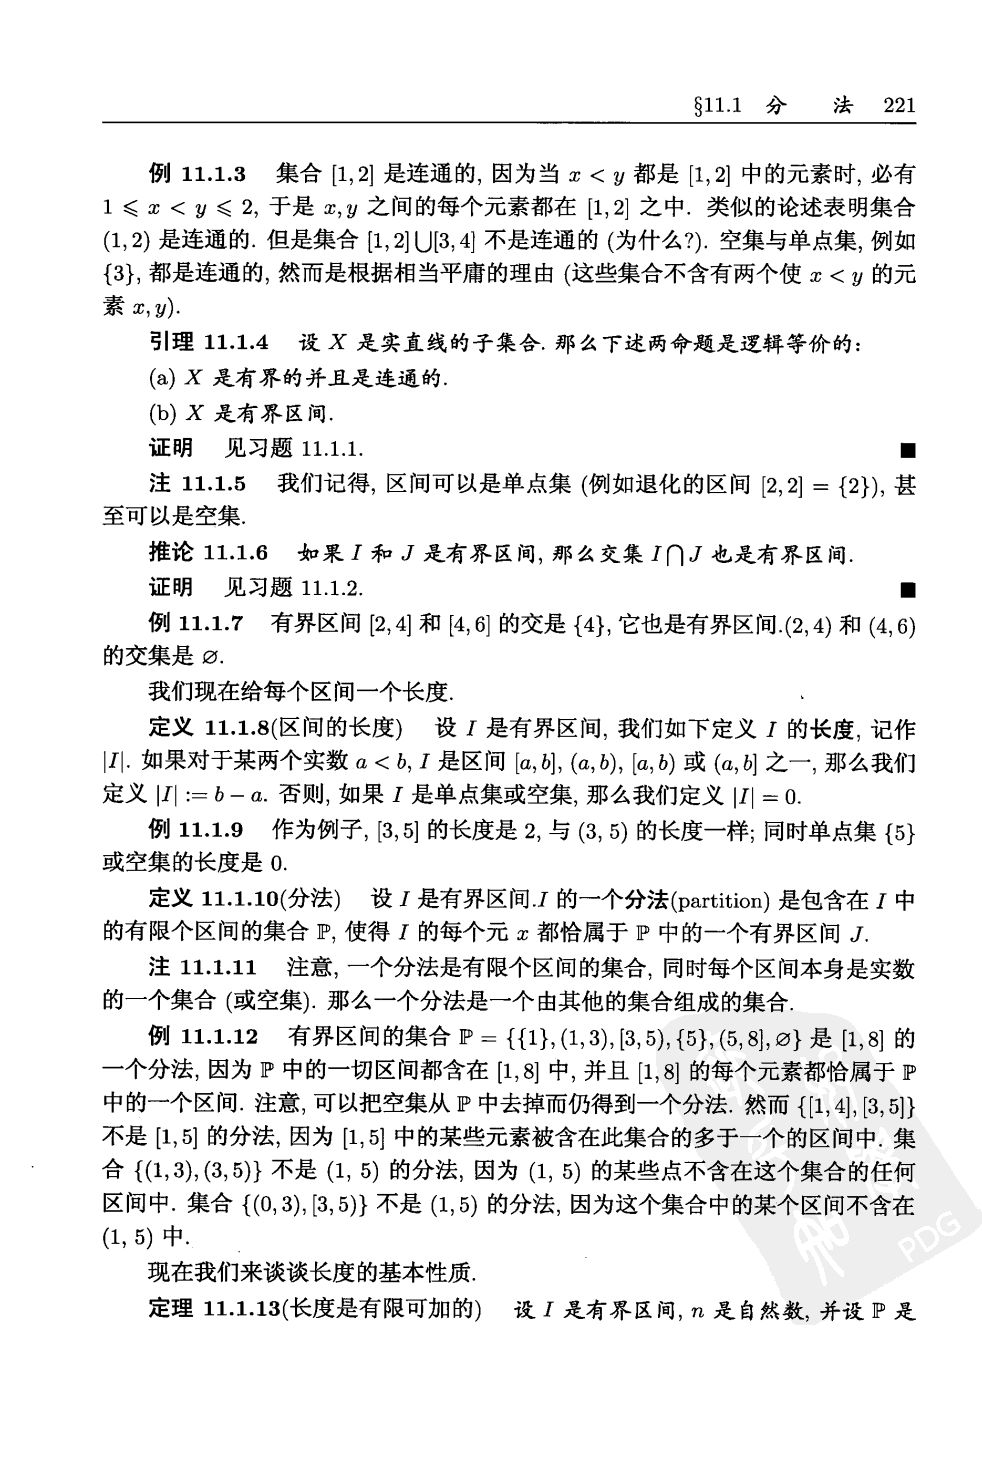 §11.1 分 法 221
例 11.1.3 集合 [1,2] 是连通的, 因为当 x < y 都是 [1,2] 中的元素时, 必有
1 ⩽ x < y ⩽ 2, 于是 x,y 之间的每个元素都在 [1,2] 之中. 类似的论述表明集合
(1,2) 是连通的. 但是集合 [1,2]⋃[3,4] 不是连通的 (为什么?). 空集与单点集, 例如
{3}, 都是连通的, 然而是根据相当平庸的理由 (这些集合不含有两个使 x < y 的元
素 x,y).
引理 11.1.4 设 X 是实直线的子集合. 那么下述两命题是逻辑等价的:
(a) X 是有界的并且是连通的.
(b) X 是有界区间.
证明 见习题 11.1.1. ■
注 11.1.5 我们记得, 区间可以是单点集 (例如退化的区间 [2,2] = {2}), 甚
至可以是空集.
推论 11.1.6 如果 I 和 J 是有界区间, 那么交集 I⋂J 也是有界区间.
证明 见习题 11.1.2. ■
例 11.1.7 有界区间 [2,4] 和 [4,6] 的交是 {4}, 它也是有界区间.(2,4) 和 (4,6)
的交集是 ∅.
我们现在给每个区间一个长度.
定义 11.1.8(区间的长度) 设 I 是有界区间, 我们如下定义 I 的长度, 记作
|I|. 如果对于某两个实数 a < b, I 是区间 [a,b], (a,b), [a,b) 或 (a,b] 之一, 那么我们
定义 |I| := b − a. 否则, 如果 I 是单点集或空集, 那么我们定义 |I| = 0.
例 11.1.9 作为例子, [3,5] 的长度是 2, 与 (3, 5) 的长度一样; 同时单点集 {5}
或空集的长度是 0.
定义 11.1.10(分法) 设 I 是有界区间.I 的一个分法(partition) 是包含在 I 中
的有限个区间的集合 ℙ, 使得 I 的每个元 x 都恰属于 ℙ 中的一个有界区间 J.
注 11.1.11 注意, 一个分法是有限个区间的集合, 同时每个区间本身是实数
的一个集合 (或空集). 那么一个分法是一个由其他的集合组成的集合.
例 11.1.12 有界区间的集合 ℙ = {{1}, (1,3), [3,5), {5}, (5,8], ∅} 是 [1,8] 的
一个分法, 因为 ℙ 中的一切区间都含在 [1,8] 中, 并且 [1,8] 的每个元素都恰属于 ℙ
中的一个区间. 注意, 可以把空集从 ℙ 中去掉而仍得到一个分法. 然而 {[1,4], [3,5]}
不是 [1,5] 的分法, 因为 [1,5] 中的某些元素被含在此集合的多于一个的区间中. 集
合 {(1,3), (3,5)} 不是 (1, 5) 的分法, 因为 (1, 5) 的某些点不含在这个集合的任何
区间中. 集合 {(0,3), [3,5)} 不是 (1,5) 的分法, 因为这个集合中的某个区间不含在
(1, 5) 中.
现在我们来谈谈长度的基本性质.
定理 11.1.13(长度是有限可加的) 设 I 是有界区间, n 是自然数, 并设 ℙ 是
PDG